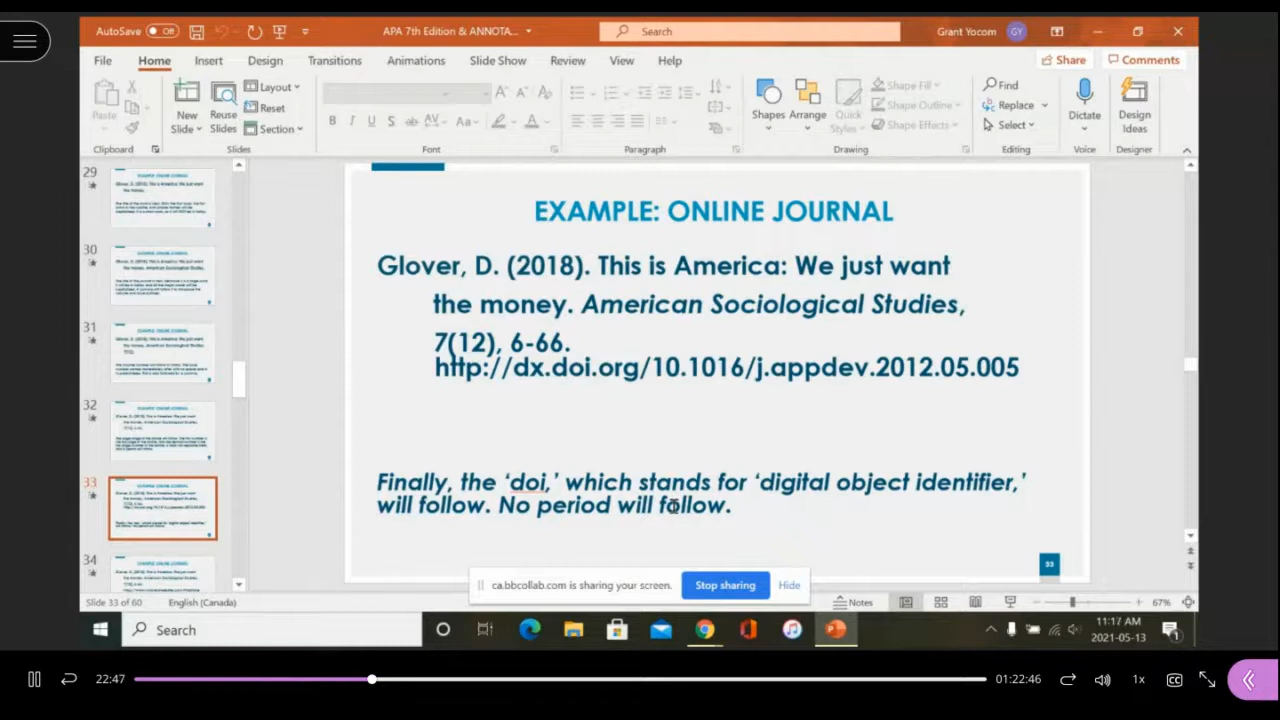 AutoSave Off
APA 7th Edition & ANNOTA...
Search
Grant Yocom GY
File Home Insert Design Transitions Animations Slide Show Review View Help Share Comments
Paste
New Slide
Reuse Slides
Layout
Reset
Section
B I U S ab AV Aa A
Shapes Arrange Quick Styles
Shape Fill
Shape Outline
Shape Effects
Find
Replace
Select
Dictate
Design Ideas
Clipboard Slides Font Paragraph Drawing Editing Voice Designer
29
30
31
32
33
34
EXAMPLE: ONLINE JOURNAL
Glover, D. (2018). This is America: We just want
the money. American Sociological Studies,
7(12), 6-66.
http://dx.doi.org/10.1016/j.appdev.2012.05.005
Finally, the ‘doi,’ which stands for ‘digital object identifier,’
will follow. No period will follow.
33
ca.bbcollab.com is sharing your screen. Stop sharing Hide
Slide 33 of 60 English (Canada) Notes 67%
Search
11:17 AM
2021-05-13
1
22:47 01:22:46 1x CC